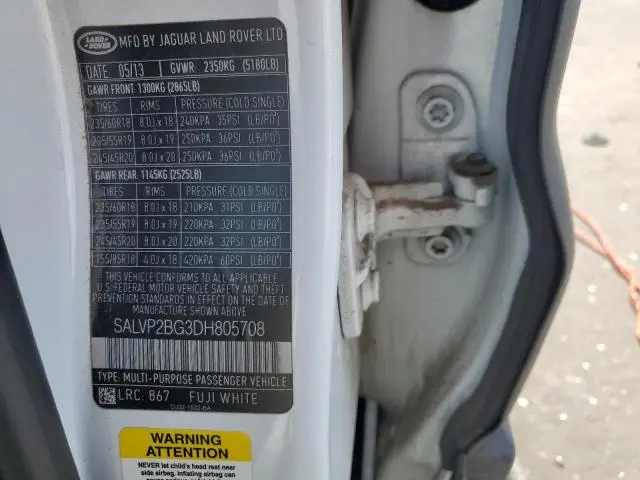 LAND ROVER
MFD BY JAGUAR LAND ROVER LTD
DATE 05/13 GVWR 2350KG (5180LB)
GAWR FRONT 1300KG (2865LB)
TIRES RIMS PRESSURE (COLD SINGLE)
235/60R18 8.0J x 18 240KPA 35PSI (LB/PO²)
235/55R19 8.0J x 19 250KPA 36PSI (LB/PO²)
245/45R20 8.0J x 20 250KPA 36PSI (LB/PO²)
GAWR REAR 1145KG (2525LB)
TIRES RIMS PRESSURE (COLD SINGLE)
235/60R18 8.0J x 18 210KPA 31PSI (LB/PO²)
235/55R19 8.0J x 19 220KPA 32PSI (LB/PO²)
245/45R20 8.0J x 20 220KPA 32PSI (LB/PO²)
155/85R18 4.0J x 18 420KPA 60PSI (LB/PO²)
THIS VEHICLE CONFORMS TO ALL APPLICABLE
U.S. FEDERAL MOTOR VEHICLE SAFETY AND THEFT
PREVENTION STANDARDS IN EFFECT ON THE DATE OF
MANUFACTURE SHOWN ABOVE
SALVP2BG3DH805708
TYPE: MULTI-PURPOSE PASSENGER VEHICLE
LRC. 867 FUJI WHITE
WARNING
ATTENTION
NEVER let child's head rest near
side airbag, inflating airbag can